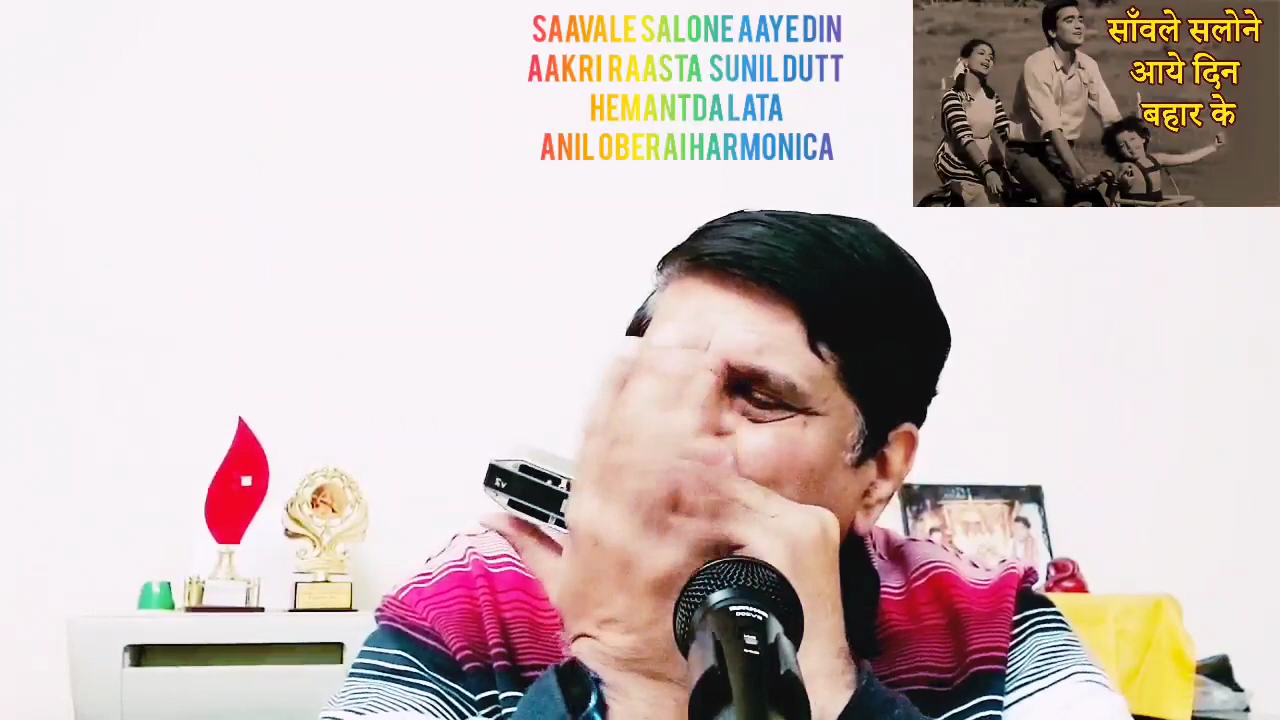 SAAVALE SALONE AAYE DIN
AAKRI RAASTA SUNIL DUTT
HEMANTDA LATA
ANIL OBERAI HARMONICA
साँवले सलोने
आये दिन
बहार के